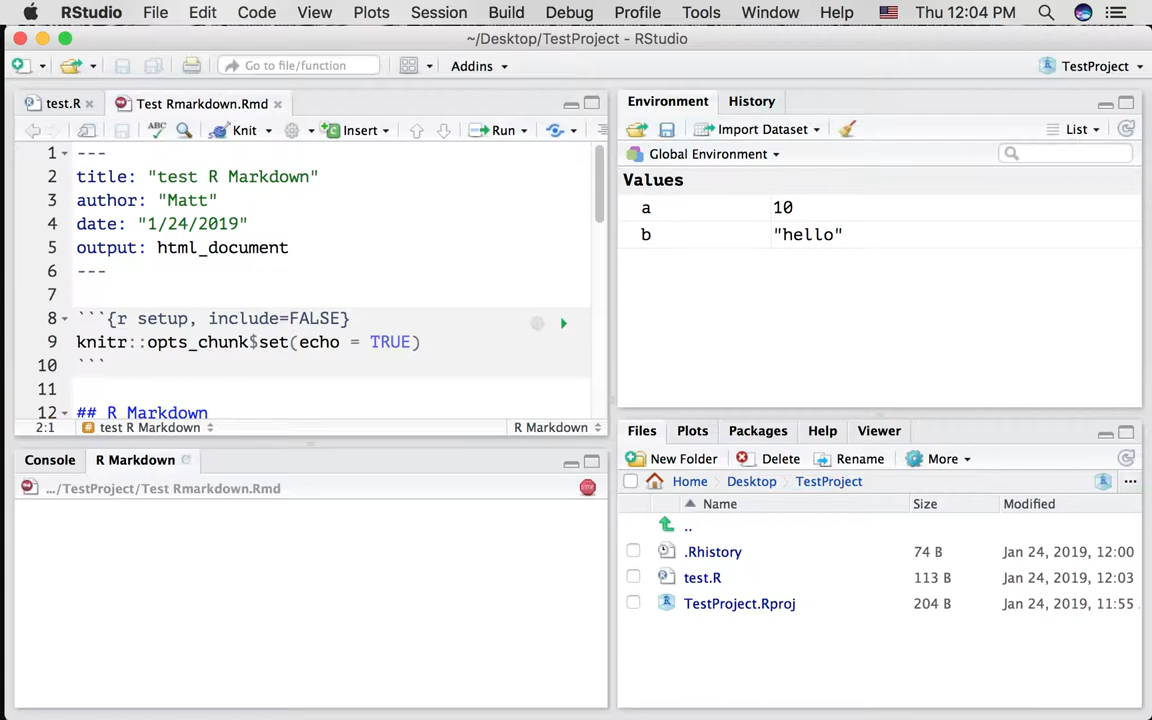 RStudio File Edit Code View Plots Session Build Debug Profile Tools Window Help Thu 12:04 PM
~/Desktop/TestProject - RStudio
Go to file/function Addins TestProject
test.R Test Rmarkdown.Rmd
ABC Knit Insert Run
1 ---
2 title: "test R Markdown"
3 author: "Matt"
4 date: "1/24/2019"
5 output: html_document
6 ---
7
8 ```{r setup, include=FALSE}
9 knitr::opts_chunk$set(echo = TRUE)
10 ```
11
12 ## R Markdown
2:1 test R Markdown R Markdown
Console R Markdown
.../TestProject/Test Rmarkdown.Rmd STOP
Environment History
Import Dataset List
Global Environment
Values
a 10
b "hello"
Files Plots Packages Help Viewer
New Folder Delete Rename More
Home Desktop TestProject ...
Name Size Modified
..
.Rhistory 74 B Jan 24, 2019, 12:00
test.R 113 B Jan 24, 2019, 12:03
TestProject.Rproj 204 B Jan 24, 2019, 11:55